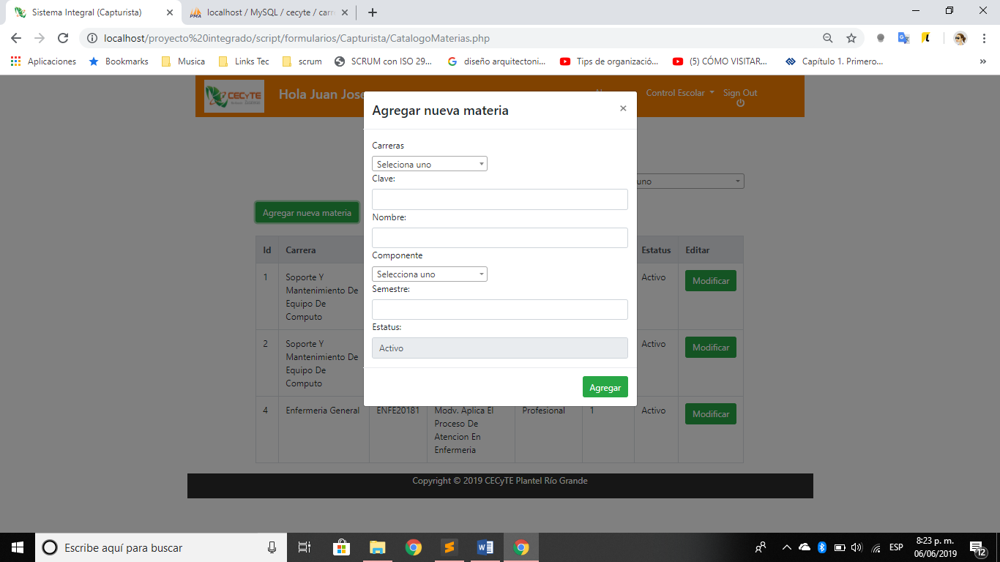 Sistema Integral (Capturista)
localhost / MySQL / cecyte / carr
localhost/proyecto%20integrado/script/formularios/Capturista/CatalogoMaterias.php
Aplicaciones
Bookmarks
Musica
Links Tec
scrum
SCRUM con ISO 29...
diseño arquitectoni...
Tips de organizació...
(5) CÓMO VISITAR...
Capítulo 1. Primero...
CECyTE
Hola Juan Jose
Control Escolar
Sign Out
Agregar nueva materia
×
Carreras
Seleciona uno
Clave:
Nombre:
Componente
Selecciona uno
Semestre:
Estatus:
Activo
Agregar
uno
Agregar nueva materia
Id Carrera Estatus Editar
1 Soporte Y Activo Modificar
Mantenimiento De
Equipo De
Computo
2 Soporte Y Activo Modificar
Mantenimiento De
Equipo De
Computo
4 Enfermeria General ENFE20181 Modv. Aplica El Profesional 1 Activo Modificar
Proceso De
Atencion En
Enfermeria
Copyright © 2019 CECyTE Plantel Río Grande
Escribe aquí para buscar
ESP
8:23 p. m.
06/06/2019
12